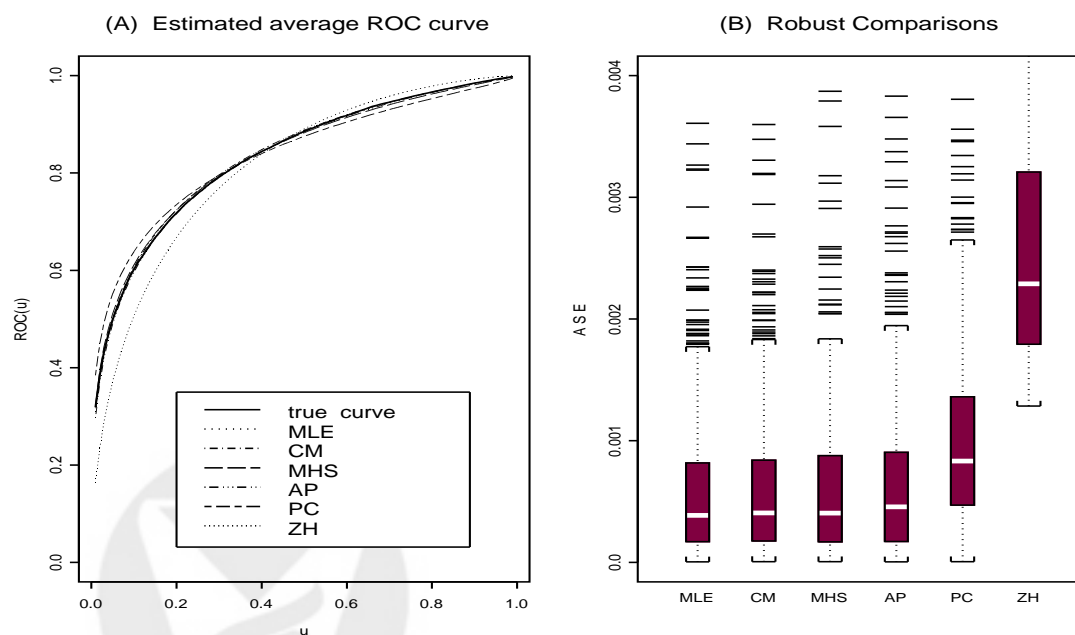 (A) Estimated average ROC curve
ROC(u)
1.0
0.8
0.6
0.4
0.2
0.0
true curve
MLE
CM
MHS
AP
PC
ZH
0.0 0.2 0.4 0.6 0.8 1.0
u
(B) Robust Comparisons
ASE
0.004
0.003
0.002
0.001
0.0
MLE CM MHS AP PC ZH